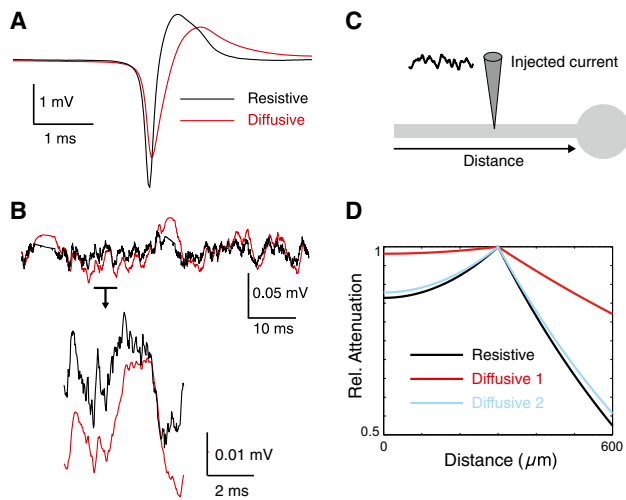 A
1 mV
1 ms
Resistive
Diffusive
B
0.05 mV
10 ms
0.01 mV
2 ms
C
Injected current
Distance
D
1
Rel. Attenuation
Resistive
Diffusive 1
Diffusive 2
0.5
0
300
600
Distance (μm)